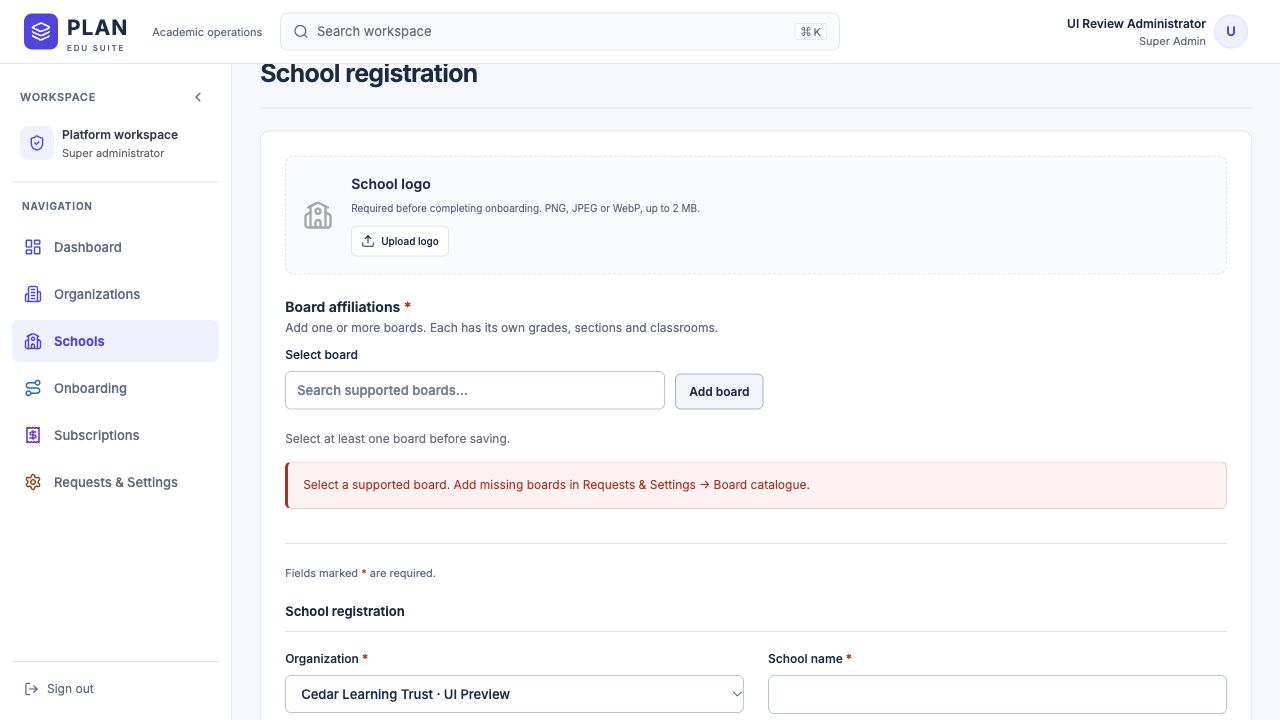 PLAN
EDU SUITE
Academic operations
Search workspace
⌘ K
UI Review Administrator
Super Admin
U
WORKSPACE
Platform workspace
Super administrator
NAVIGATION
Dashboard
Organizations
Schools
Onboarding
Subscriptions
Requests & Settings
Sign out
School registration
School logo
Required before completing onboarding. PNG, JPEG or WebP, up to 2 MB.
Upload logo
Board affiliations *
Add one or more boards. Each has its own grades, sections and classrooms.
Select board
Search supported boards...
Add board
Select at least one board before saving.
Select a supported board. Add missing boards in Requests & Settings → Board catalogue.
Fields marked * are required.
School registration
Organization *
School name *
Cedar Learning Trust · UI Preview